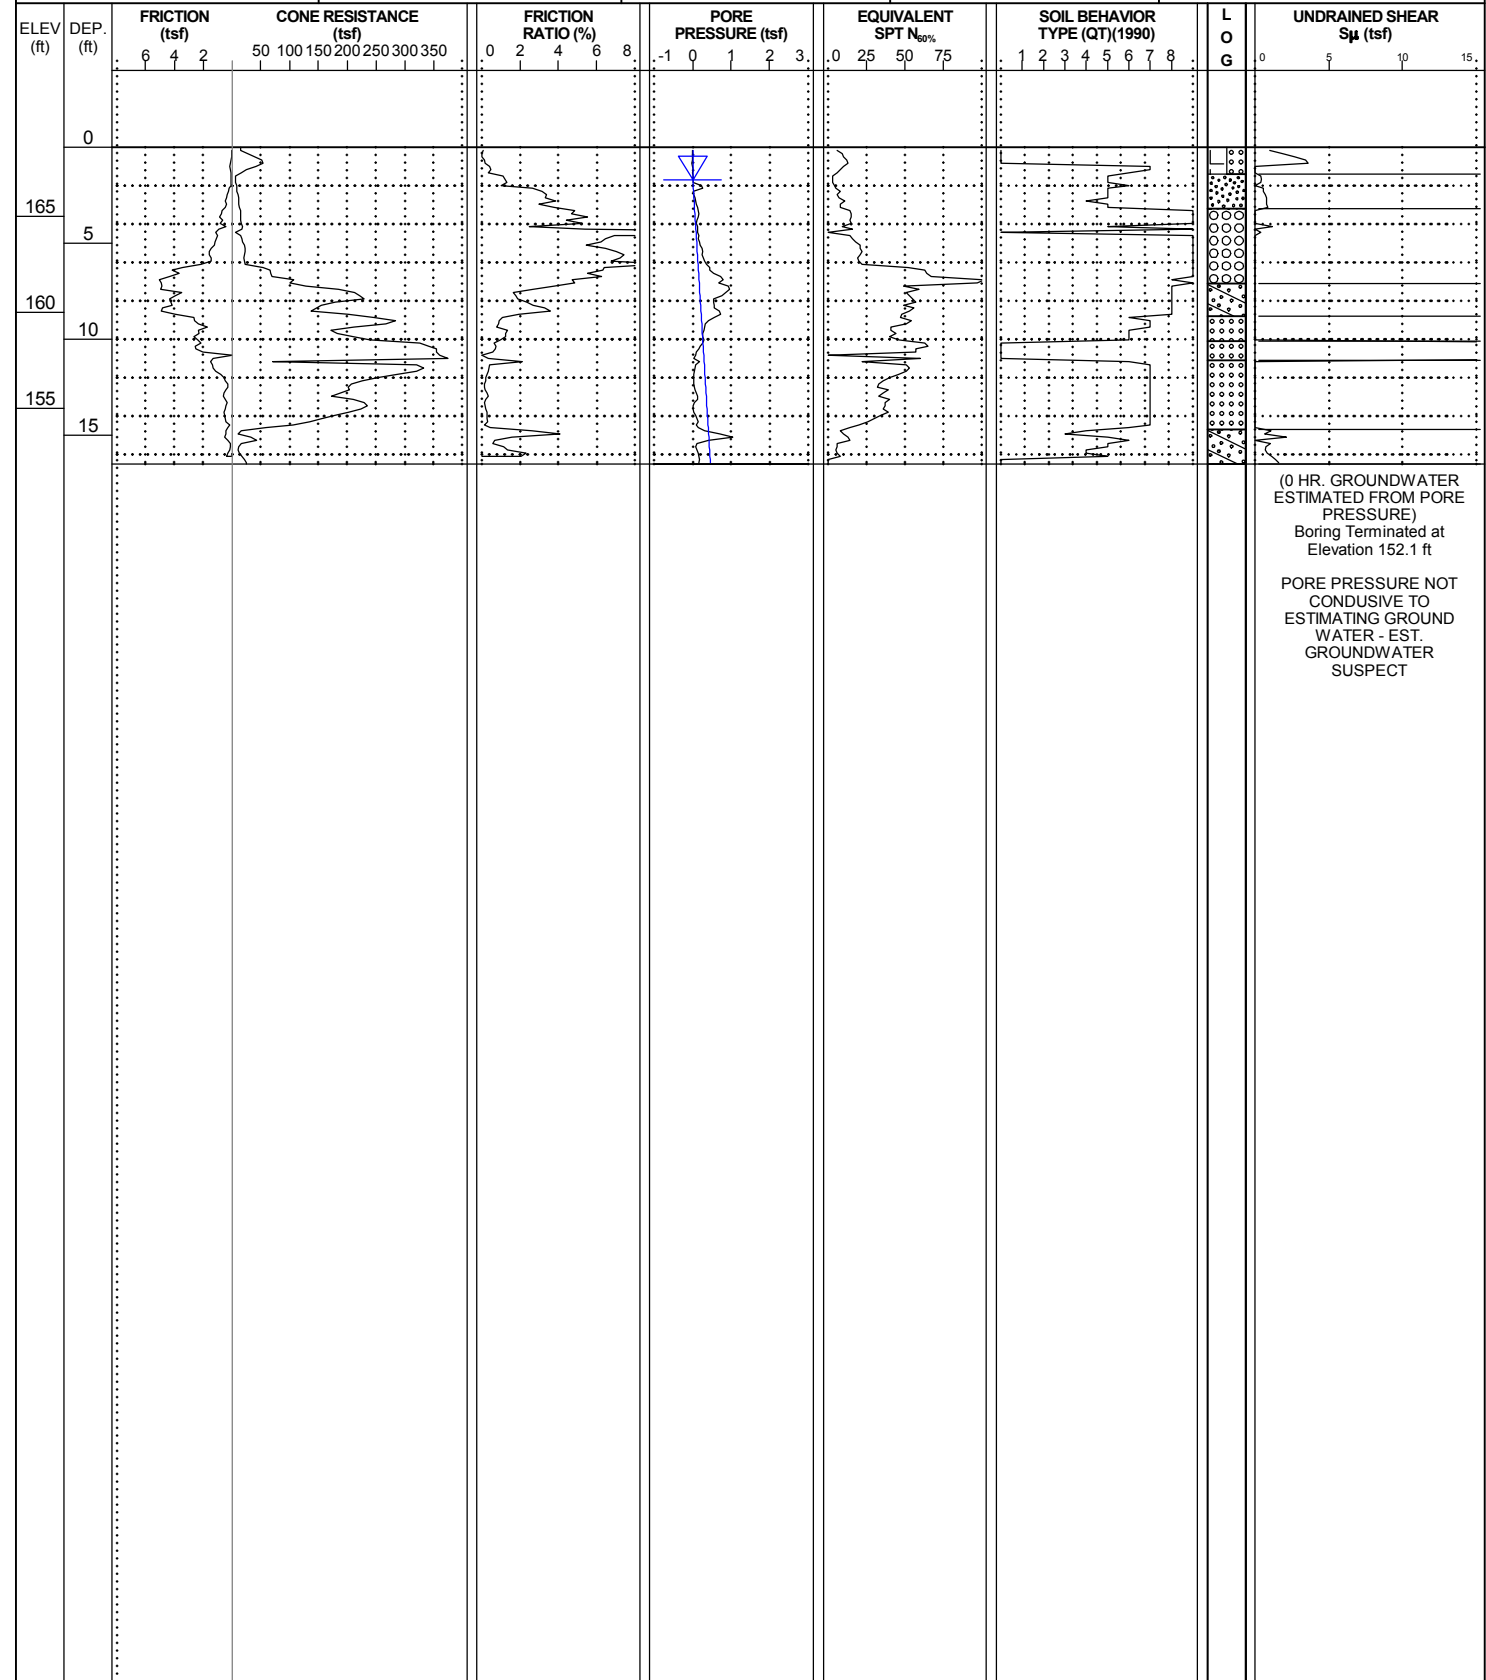 ELEV
(ft)
DEP.
(ft)
FRICTION
(tsf)
6 4 2
CONE RESISTANCE
(tsf)
50 100 150 200 250 300 350
FRICTION
RATIO (%)
0 2 4 6 8
PORE
PRESSURE (tsf)
-1 0 1 2 3
EQUIVALENT
SPT N60%
0 25 50 75
SOIL BEHAVIOR
TYPE (QT)(1990)
1 2 3 4 5 6 7 8
L
O
G
UNDRAINED SHEAR
Sμ (tsf)
0 5 10 15
0
165
5
160
10
155
15
(0 HR. GROUNDWATER
ESTIMATED FROM PORE
PRESSURE)
Boring Terminated at
Elevation 152.1 ft
PORE PRESSURE NOT
CONDUSIVE TO
ESTIMATING GROUND
WATER - EST.
GROUNDWATER
SUSPECT